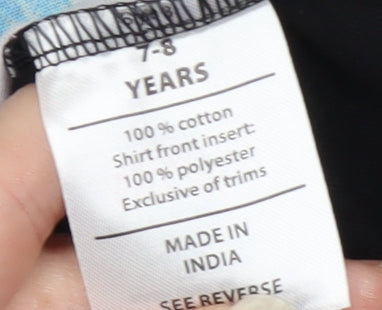 7-8
YEARS
100 % cotton
Shirt front insert:
100 % polyester
Exclusive of trims
MADE IN
INDIA
SEE REVERSE